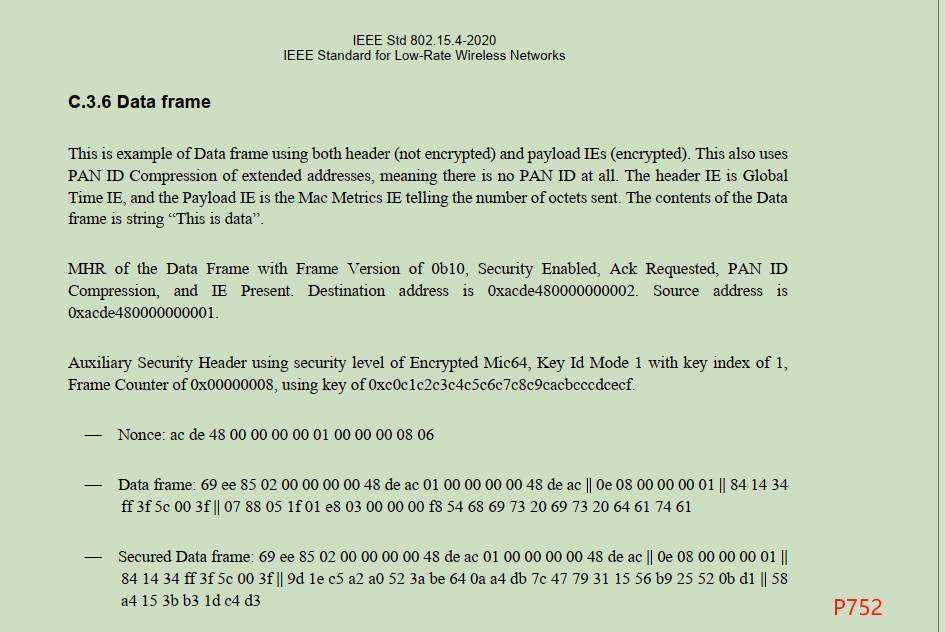 IEEE Std 802.15.4-2020
IEEE Standard for Low-Rate Wireless Networks
C.3.6 Data frame
This is example of Data frame using both header (not encrypted) and payload IEs (encrypted). This also uses
PAN ID Compression of extended addresses, meaning there is no PAN ID at all. The header IE is Global
Time IE, and the Payload IE is the Mac Metrics IE telling the number of octets sent. The contents of the Data
frame is string “This is data”.
MHR of the Data Frame with Frame Version of 0b10, Security Enabled, Ack Requested, PAN ID
Compression, and IE Present. Destination address is 0xacde480000000002. Source address is
0xacde480000000001.
Auxiliary Security Header using security level of Encrypted Mic64, Key Id Mode 1 with key index of 1,
Frame Counter of 0x00000008, using key of 0xc0c1c2c3c4c5c6c7c8c9cacbcccdcecf.
— Nonce: ac de 48 00 00 00 00 01 00 00 00 08 06
— Data frame: 69 ee 85 02 00 00 00 00 48 de ac 01 00 00 00 00 48 de ac || 0e 08 00 00 00 01 || 84 14 34
ff 3f 5c 00 3f || 07 88 05 1f 01 e8 03 00 00 00 f8 54 68 69 73 20 69 73 20 64 61 74 61
— Secured Data frame: 69 ee 85 02 00 00 00 00 48 de ac 01 00 00 00 00 48 de ac || 0e 08 00 00 00 01 ||
84 14 34 ff 3f 5c 00 3f || 9d 1e c5 a2 a0 52 3a be 64 0a a4 db 7c 47 79 31 15 56 b9 25 52 0b d1 || 58
a4 15 3b b3 1d c4 d3
P752